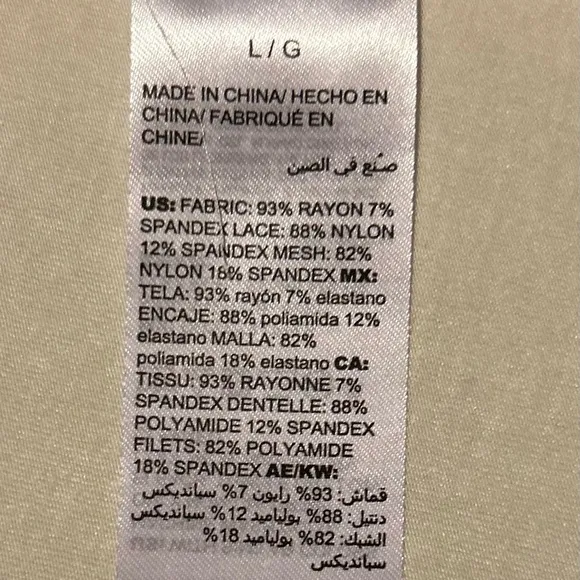 L / G
MADE IN CHINA/ HECHO EN
CHINA/ FABRIQUÉ EN
CHINE/
صنع في الصين
US: FABRIC: 93% RAYON 7%
SPANDEX LACE: 88% NYLON
12% SPANDEX MESH: 82%
NYLON 18% SPANDEX MX:
TELA: 93% rayón 7% elastano
ENCAJE: 88% poliamida 12%
elastano MALLA: 82%
poliamida 18% elastano CA:
TISSU: 93% RAYONNE 7%
SPANDEX DENTELLE: 88%
POLYAMIDE 12% SPANDEX
FILETS: 82% POLYAMIDE
18% SPANDEX AE/KW:
قماش: 93% رايون 7% سباندیكس
دنتيل: 88% بولياميد 12% سباندیكس
الشبك: 82% بولياميد 18%
سباندیكس